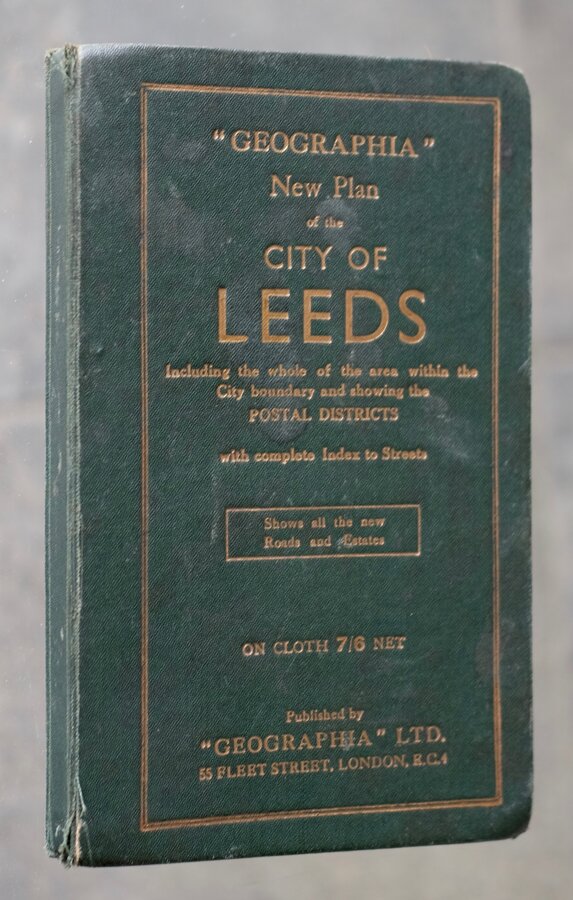 "GEOGRAPHIA"
New Plan
of the
CITY OF
LEEDS
Including the whole of the area within the
City boundary and showing the
POSTAL DISTRICTS
with complete Index to Streets
Shows all the new
Roads and Estates
ON CLOTH 7/6 NET
Published by
"GEOGRAPHIA" LTD.
55 FLEET STREET, LONDON, E.C.4